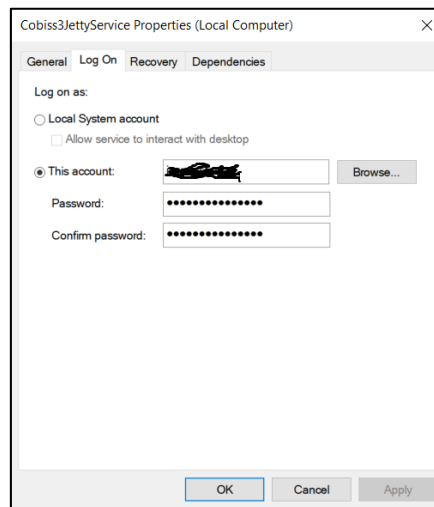 Cobiss3JettyService Properties (Local Computer)
General Log On Recovery Dependencies
Log on as:
Local System account
Allow service to interact with desktop
This account:
Browse...
Password: •••••••••••••••
Confirm password: •••••••••••••••
OK Cancel Apply